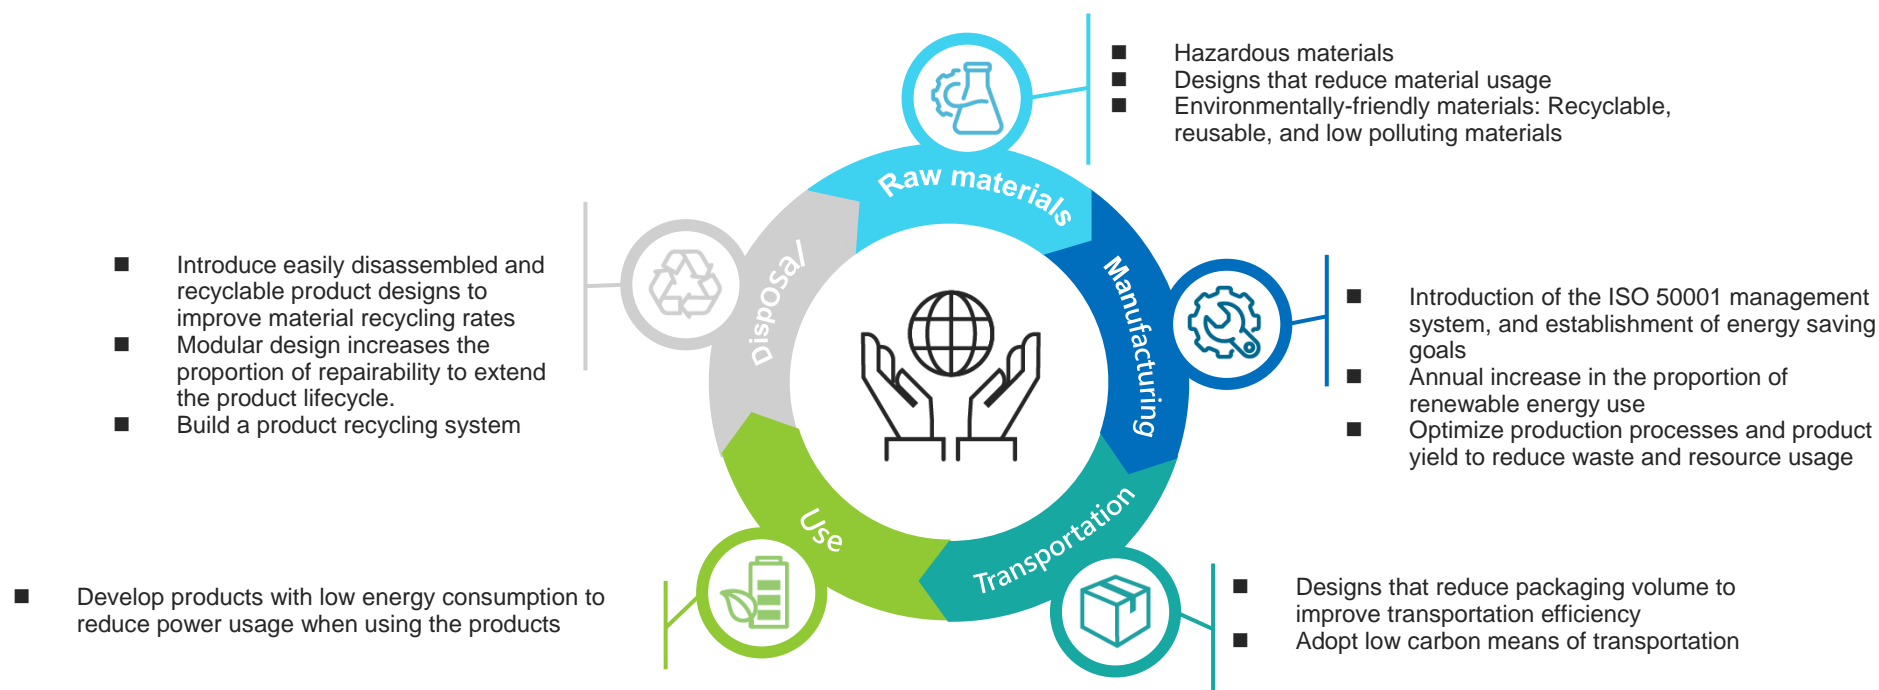 Hazardous materials
Designs that reduce material usage
Environmentally-friendly materials: Recyclable,
reusable, and low polluting materials
Raw materials
Manufacturing
Introduction of the ISO 50001 management
system, and establishment of energy saving
goals
Annual increase in the proportion of
renewable energy use
Optimize production processes and product
yield to reduce waste and resource usage
Transportation
Designs that reduce packaging volume to
improve transportation efficiency
Adopt low carbon means of transportation
Use
Develop products with low energy consumption to
reduce power usage when using the products
DispOsa/
Introduce easily disassembled and
recyclable product designs to
improve material recycling rates
Modular design increases the
proportion of repairability to extend
the product lifecycle.
Build a product recycling system